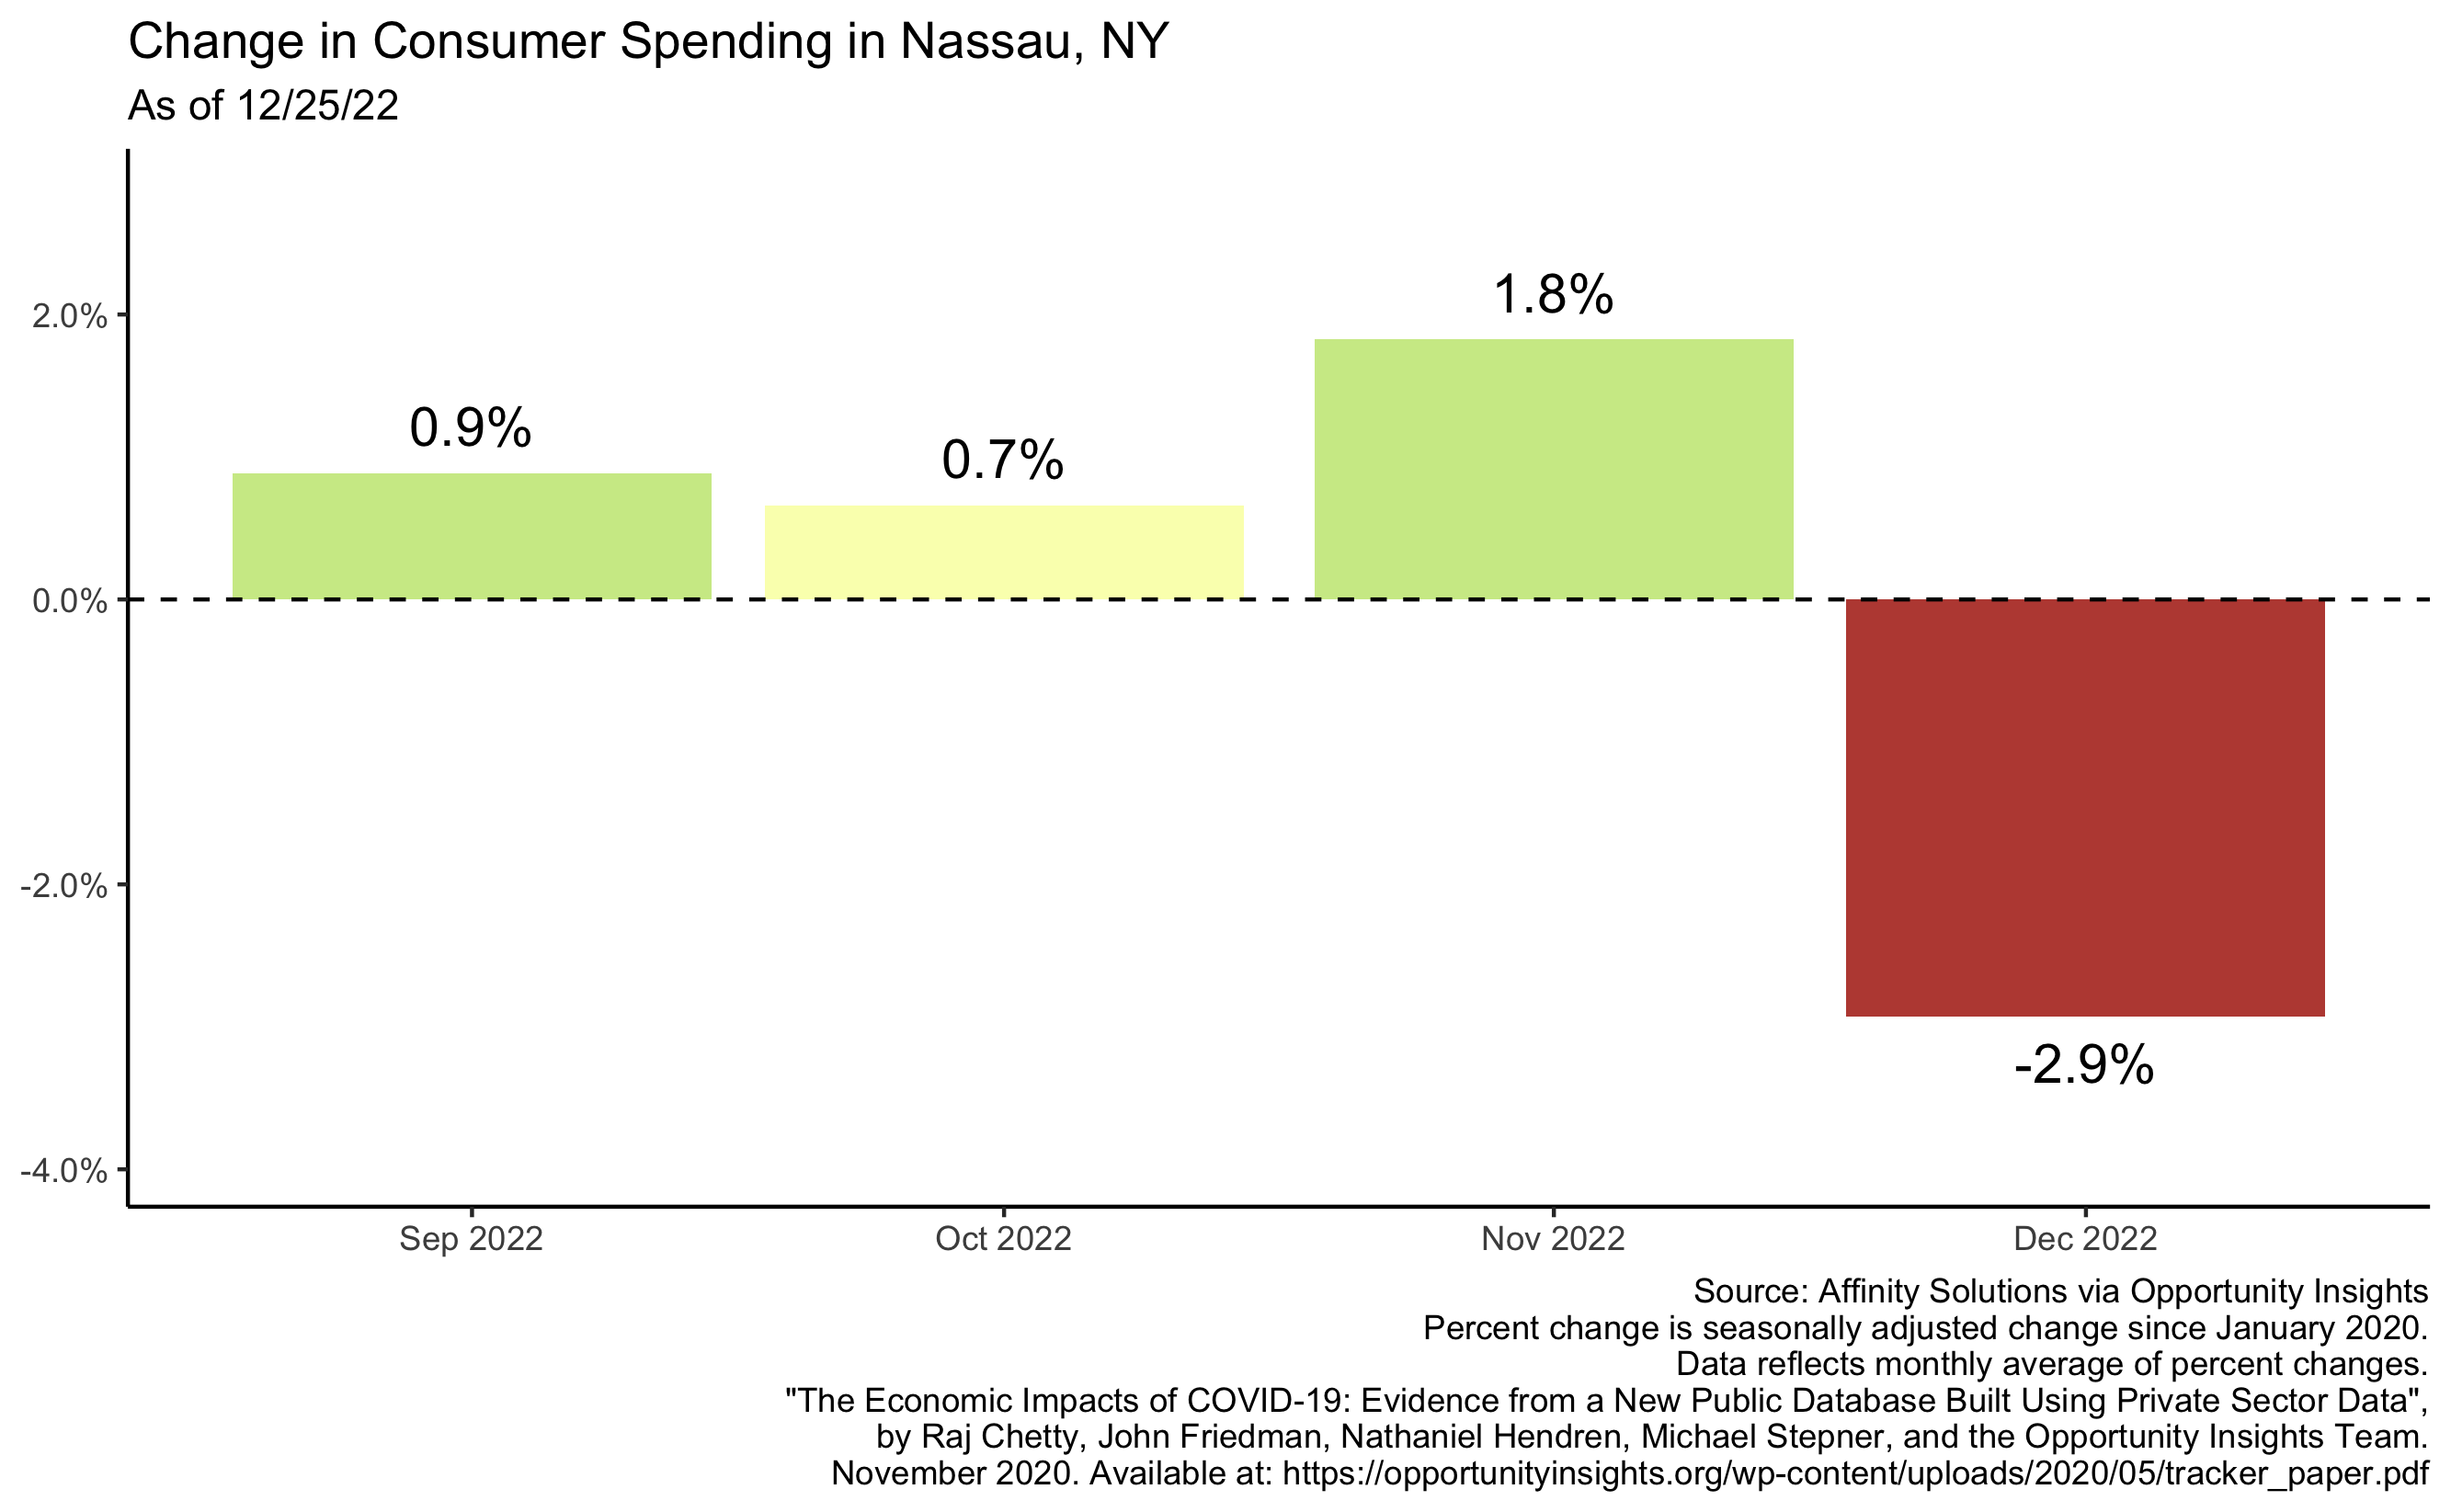 Change in Consumer Spending in Nassau, NY
As of 12/25/22
2.0%
0.0%
-2.0%
-4.0%
0.9%
0.7%
1.8%
-2.9%
Sep 2022
Oct 2022
Nov 2022
Dec 2022
Source: Affinity Solutions via Opportunity Insights
Percent change is seasonally adjusted change since January 2020.
Data reflects monthly average of percent changes.
"The Economic Impacts of COVID-19: Evidence from a New Public Database Built Using Private Sector Data",
by Raj Chetty, John Friedman, Nathaniel Hendren, Michael Stepner, and the Opportunity Insights Team.
November 2020. Available at: https://opportunityinsights.org/wp-content/uploads/2020/05/tracker_paper.pdf